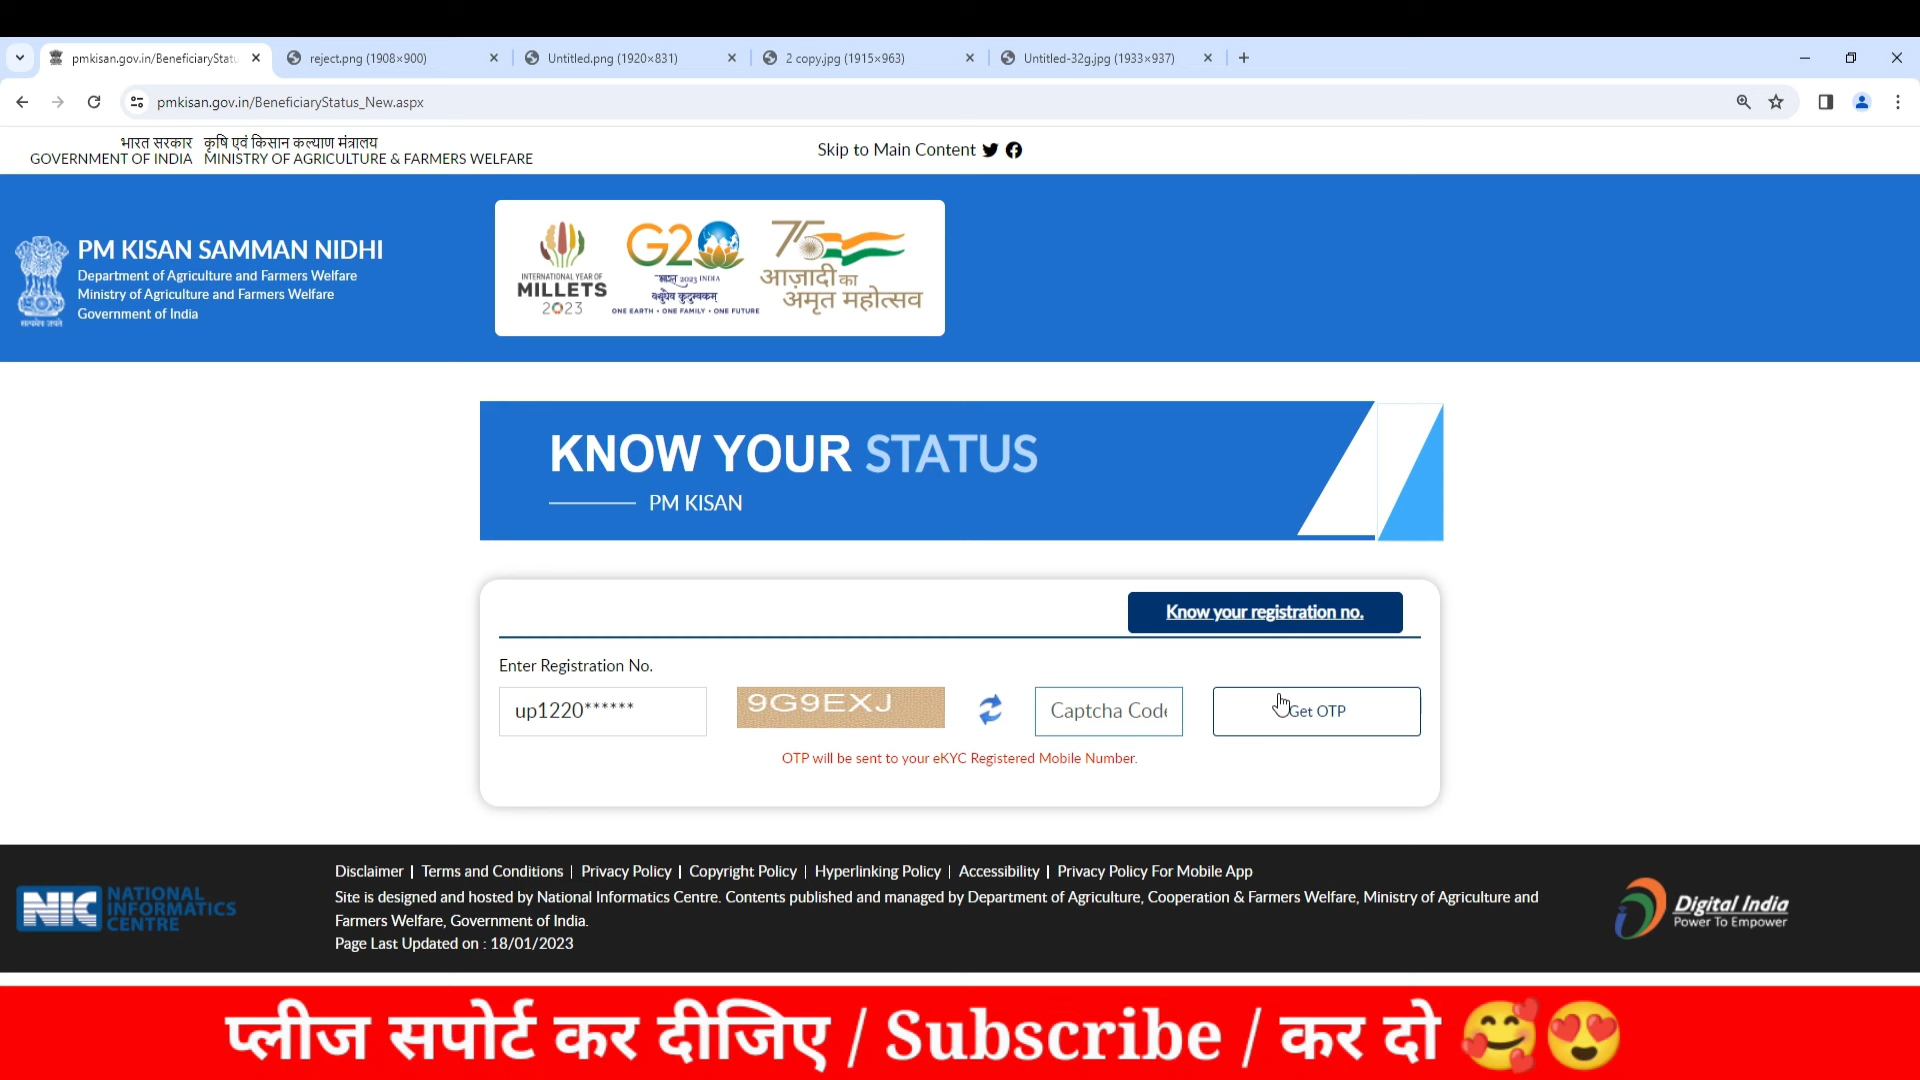 pmkisan.gov.in/BeneficiaryStatu
reject.png (1908×900)
Untitled.png (1920×831)
2 copy.jpg (1915×963)
Untitled-32g.jpg (1933×937)
pmkisan.gov.in/BeneficiaryStatus_New.aspx
भारत सरकार कृषि एवं किसान कल्याण मंत्रालय
GOVERNMENT OF INDIA MINISTRY OF AGRICULTURE & FARMERS WELFARE
Skip to Main Content
PM KISAN SAMMAN NIDHI
Department of Agriculture and Farmers Welfare
Ministry of Agriculture and Farmers Welfare
Government of India
सत्यमेव जयते
INTERNATIONAL YEAR OF
MILLETS
2023
G20
भारत 2023 INDIA
वसुधैव कुटुम्बकम्
ONE EARTH • ONE FAMILY • ONE FUTURE
75
आज़ादी का
अमृत महोत्सव
KNOW YOUR STATUS
PM KISAN
Know your registration no.
Enter Registration No.
up1220******
9G9EXJ
Captcha Code
Get OTP
OTP will be sent to your eKYC Registered Mobile Number.
Disclaimer | Terms and Conditions | Privacy Policy | Copyright Policy | Hyperlinking Policy | Accessibility | Privacy Policy For Mobile App
Site is designed and hosted by National Informatics Centre. Contents published and managed by Department of Agriculture, Cooperation & Farmers Welfare, Ministry of Agriculture and
Farmers Welfare, Government of India.
Page Last Updated on : 18/01/2023
NIC NATIONAL
INFORMATICS
CENTRE
Digital India
Power To Empower
प्लीज सपोर्ट कर दीजिए / Subscribe / कर दो